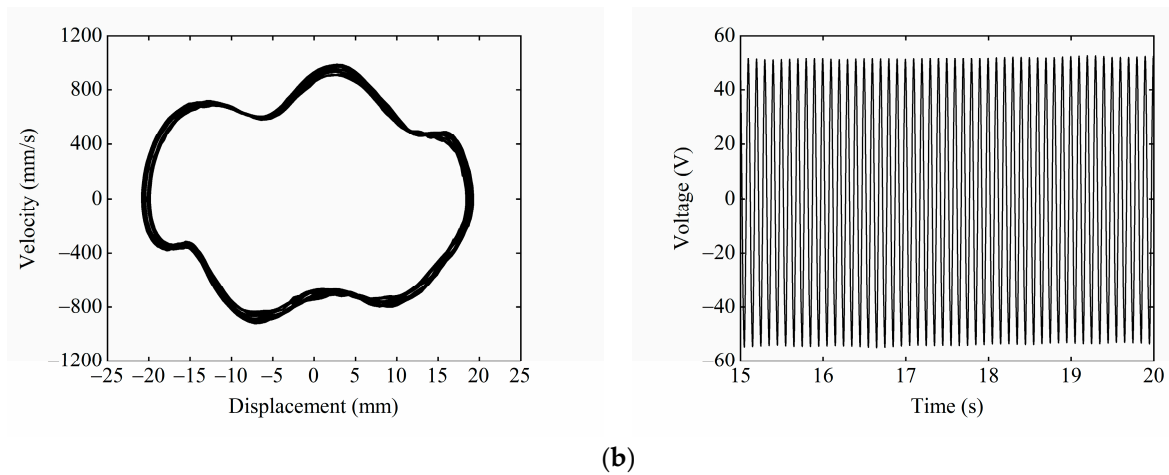 1200
800
400
0
−400
−800
−1200
−25 −20 −15 −10 −5 0 5 10 15 20 25
Velocity (mm/s)
Displacement (mm)
60
40
20
0
−20
−40
−60
15 16 17 18 19 20
Voltage (V)
Time (s)
(b)